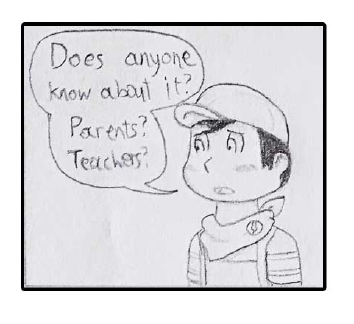 Does anyone
know about it?
Parents?
Teachers?